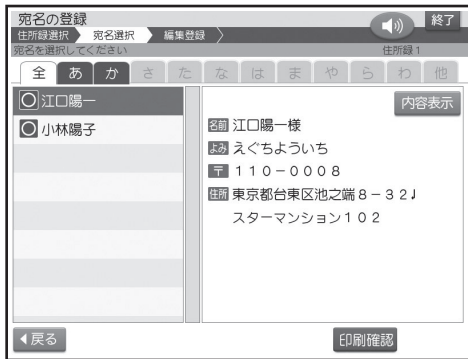 宛名の登録
終了
住所録選択 宛名選択 編集登録
宛名を選択してください 住所録1
全 あ か さ た な は ま や ら わ 他
江口陽一
小林陽子
内容表示
名前 江口陽一様
よみ えぐちよういち
〒 110-0008
住所 東京都台東区池之端8-32↲
スターマンション102
戻る
印刷確認